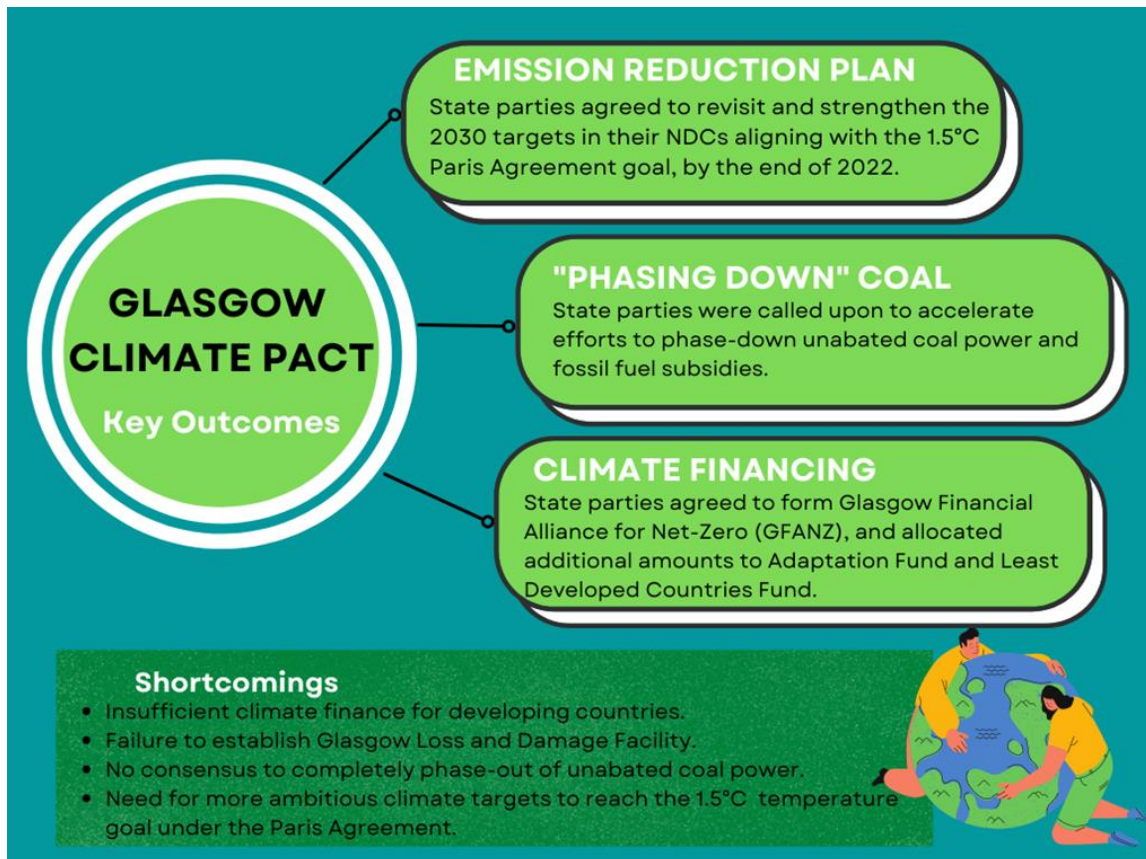 GLASGOW
CLIMATE PACT
Key Outcomes
EMISSION REDUCTION PLAN
State parties agreed to revisit and strengthen the
2030 targets in their NDCs aligning with the 1.5°C
Paris Agreement goal, by the end of 2022.
"PHASING DOWN" COAL
State parties were called upon to accelerate
efforts to phase-down unabated coal power and
fossil fuel subsidies.
CLIMATE FINANCING
State parties agreed to form Glasgow Financial
Alliance for Net-Zero (GFANZ), and allocated
additional amounts to Adaptation Fund and Least
Developed Countries Fund.
Shortcomings
• Insufficient climate finance for developing countries.
• Failure to establish Glasgow Loss and Damage Facility.
• No consensus to completely phase-out of unabated coal power.
• Need for more ambitious climate targets to reach the 1.5°C temperature
goal under the Paris Agreement.